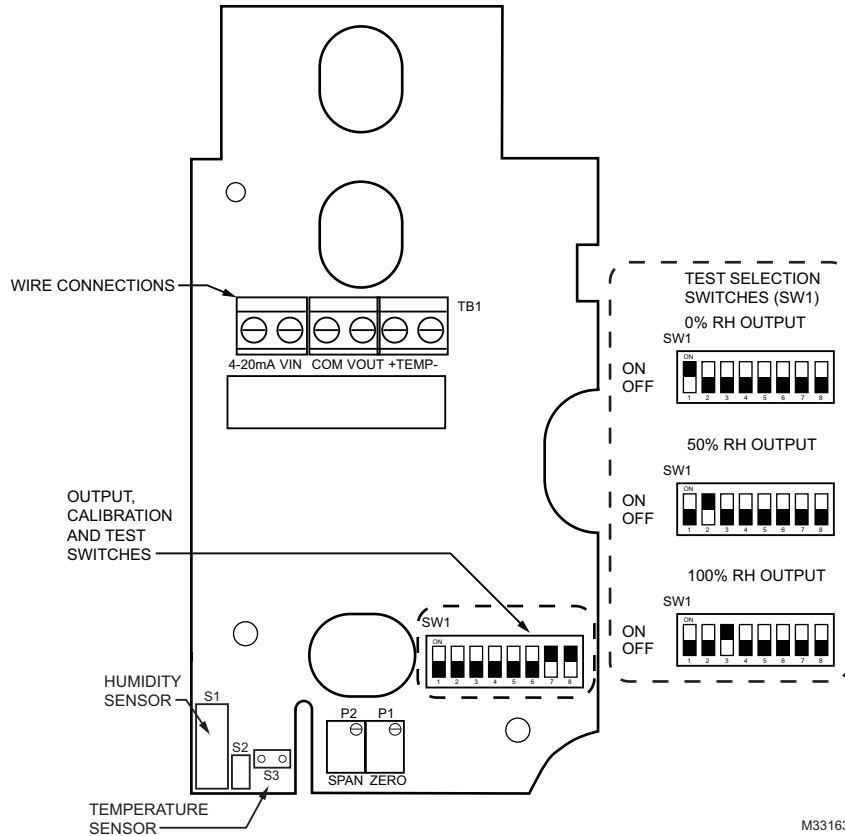 WIRE CONNECTIONS
TB1
4-20mA VIN COM VOUT +TEMP-
OUTPUT,
CALIBRATION
AND TEST
SWITCHES
SW1
ON
1 2 3 4 5 6 7 8
HUMIDITY
SENSOR
S1
S2
S3
P2 P1
SPAN ZERO
TEMPERATURE
SENSOR
TEST SELECTION
SWITCHES (SW1)
0% RH OUTPUT
SW1
ON
ON
OFF
1 2 3 4 5 6 7 8
50% RH OUTPUT
SW1
ON
ON
OFF
1 2 3 4 5 6 7 8
100% RH OUTPUT
SW1
ON
ON
OFF
1 2 3 4 5 6 7 8
M33163